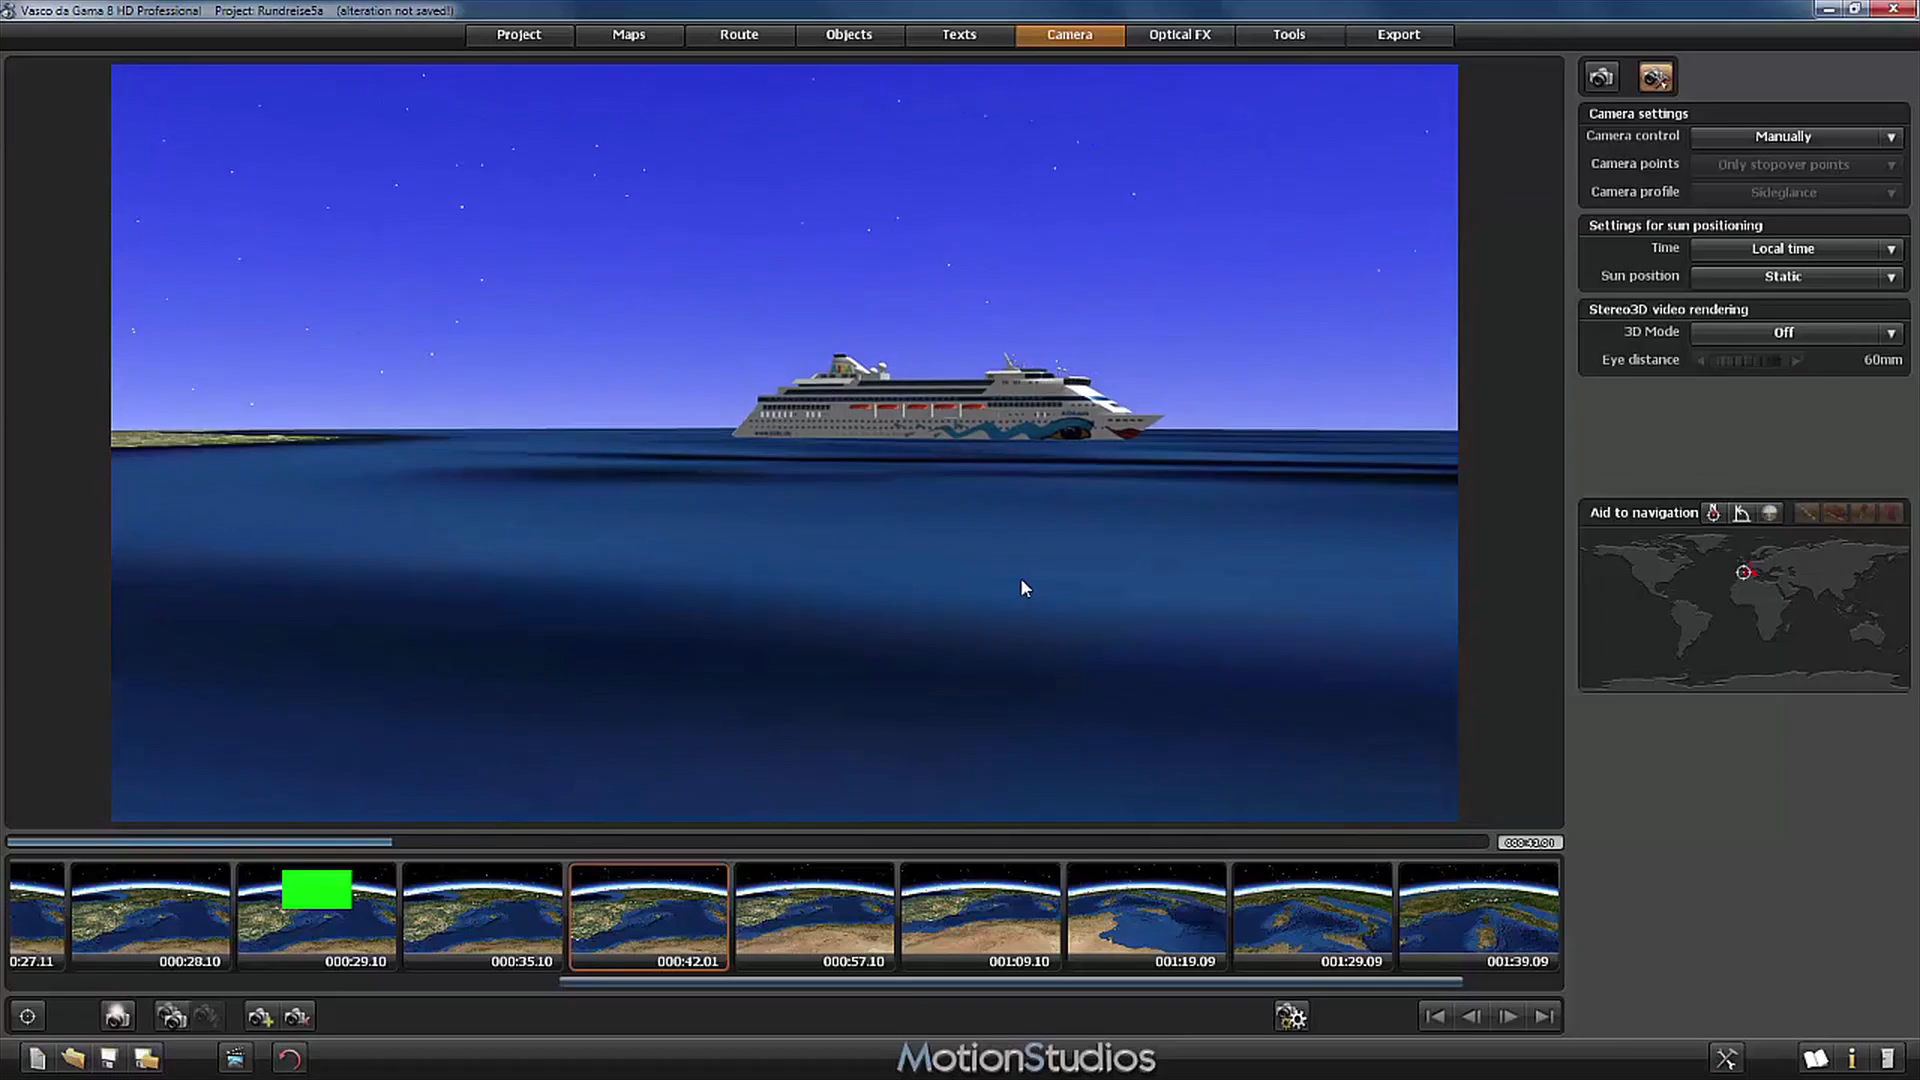 Vasco da Gama 8 HD Professional Project: Rundreise5a (alteration not saved!)
Project Maps Route Objects Texts Camera Optical FX Tools Export
Camera settings
Camera control Manually
Camera points Only stopover points
Camera profile Sideglance
Settings for sun positioning
Time Local time
Sun position Static
Stereo3D video rendering
3D Mode Off
Eye distance 60mm
Aid to navigation
000:43.00
0:27.11 000:28.10 000:29.10 000:35.10 000:42.01 000:57.10 001:09.10 001:19.09 001:29.09 001:39.09
MotionStudios